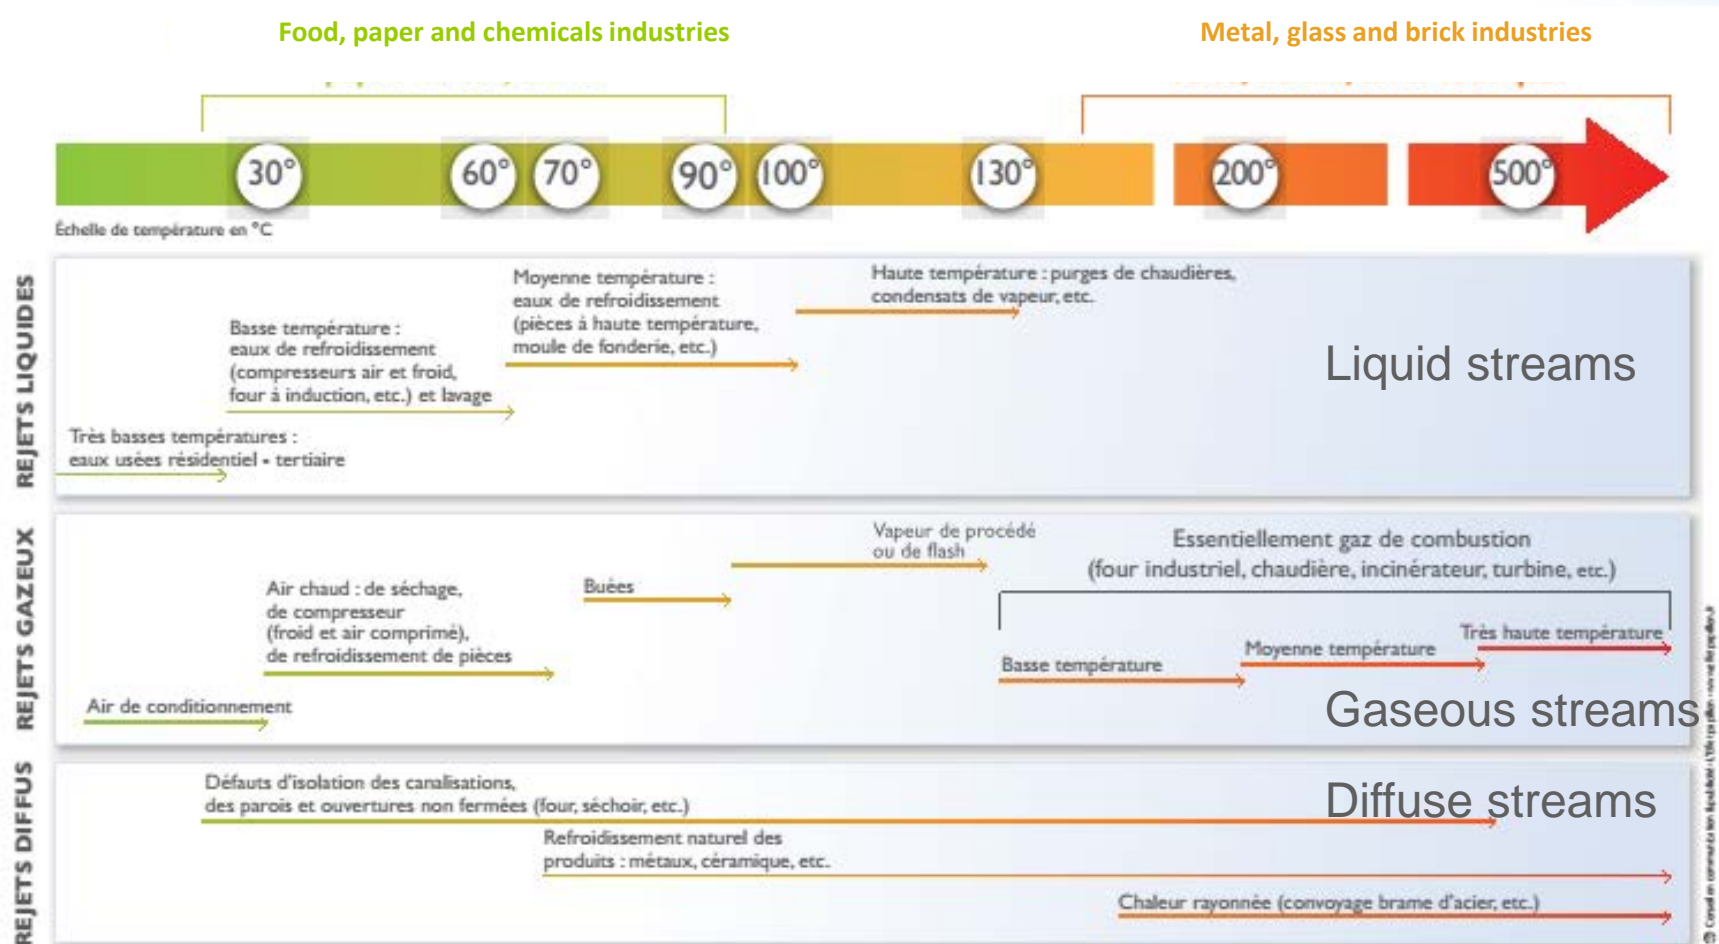 Food, paper and chemicals industries
Metal, glass and brick industries
30°
60°
70°
90°
100°
130°
200°
500°
Échelle de température en °C
REJETS LIQUIDES
Moyenne température :
eaux de refroidissement
(pièces à haute température,
moule de fonderie, etc.)
Haute température : purges de chaudières,
condensats de vapeur, etc.
Basse température :
eaux de refroidissement
(compresseurs air et froid,
four à induction, etc.) et lavage
Liquid streams
Très basses températures :
eaux usées résidentiel - tertiaire
REJETS GAZEUX
Vapeur de procédé
ou de flash
Essentiellement gaz de combustion
(four industriel, chaudière, incinérateur, turbine, etc.)
Air chaud : de séchage,
de compresseur
(froid et air comprimé),
de refroidissement de pièces
Buées
Très haute température
Moyenne température
Basse température
Air de conditionnement
Gaseous streams
REJETS DIFFUS
Défauts d'isolation des canalisations,
des parois et ouvertures non fermées (four, séchoir, etc.)
Diffuse streams
Refroidissement naturel des
produits : métaux, céramique, etc.
Chaleur rayonnée (convoyage brame d'acier, etc.)